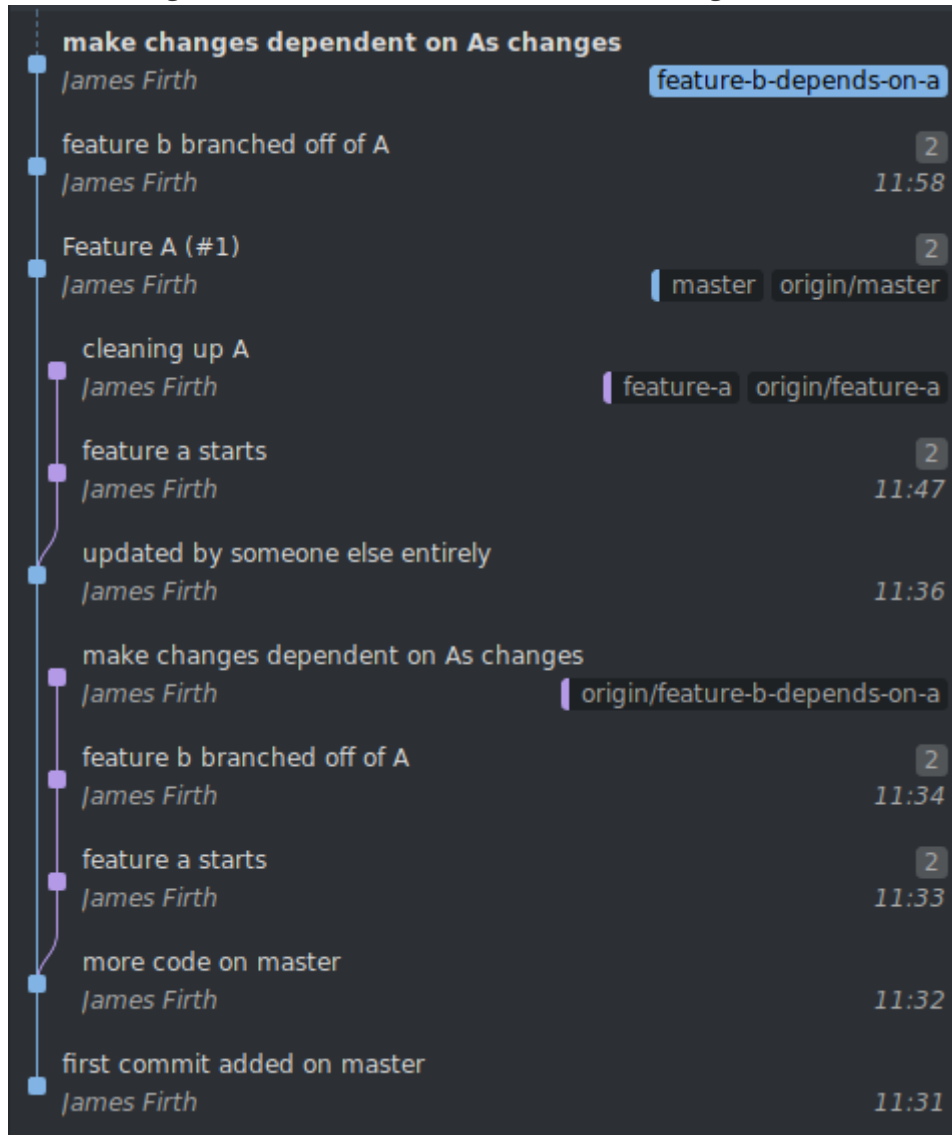 make changes dependent on As changes
James Firth feature-b-depends-on-a
feature b branched off of A 2
James Firth 11:58
Feature A (#1) 2
James Firth master origin/master
cleaning up A
James Firth feature-a origin/feature-a
feature a starts 2
James Firth 11:47
updated by someone else entirely
James Firth 11:36
make changes dependent on As changes
James Firth origin/feature-b-depends-on-a
feature b branched off of A 2
James Firth 11:34
feature a starts 2
James Firth 11:33
more code on master
James Firth 11:32
first commit added on master
James Firth 11:31